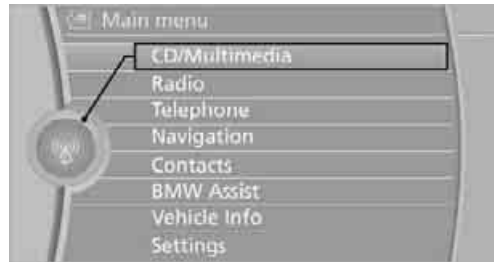 Main menu
CD/Multimedia
Radio
Telephone
Navigation
Contacts
BMW Assist
Vehicle Info
Settings